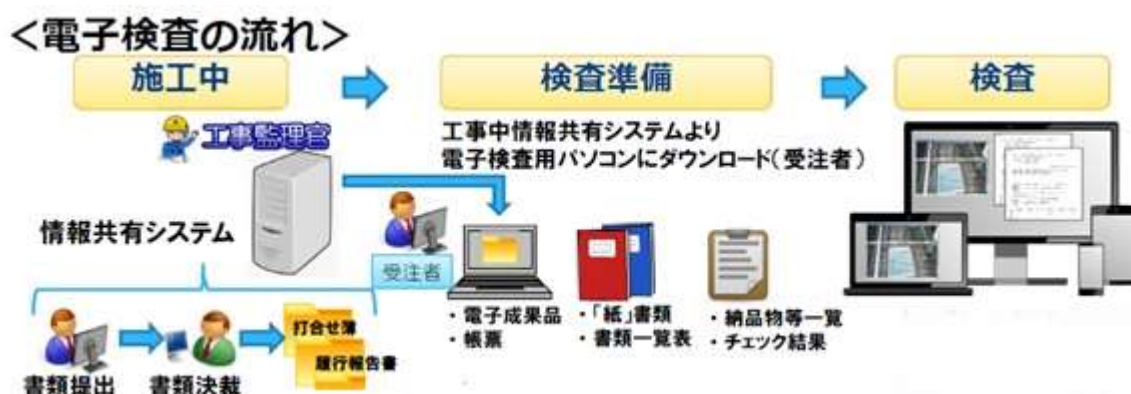 ＜電子検査の流れ＞
施工中
検査準備
検査
工事監理官
工事中情報共有システムより
電子検査用パソコンにダウンロード（受注者）
情報共有システム
受注者
打合せ簿
履行報告書
書類提出
書類決裁
・電子成果品
・帳票
・「紙」書類
・書類一覧表
・納品物等一覧
・チェック結果